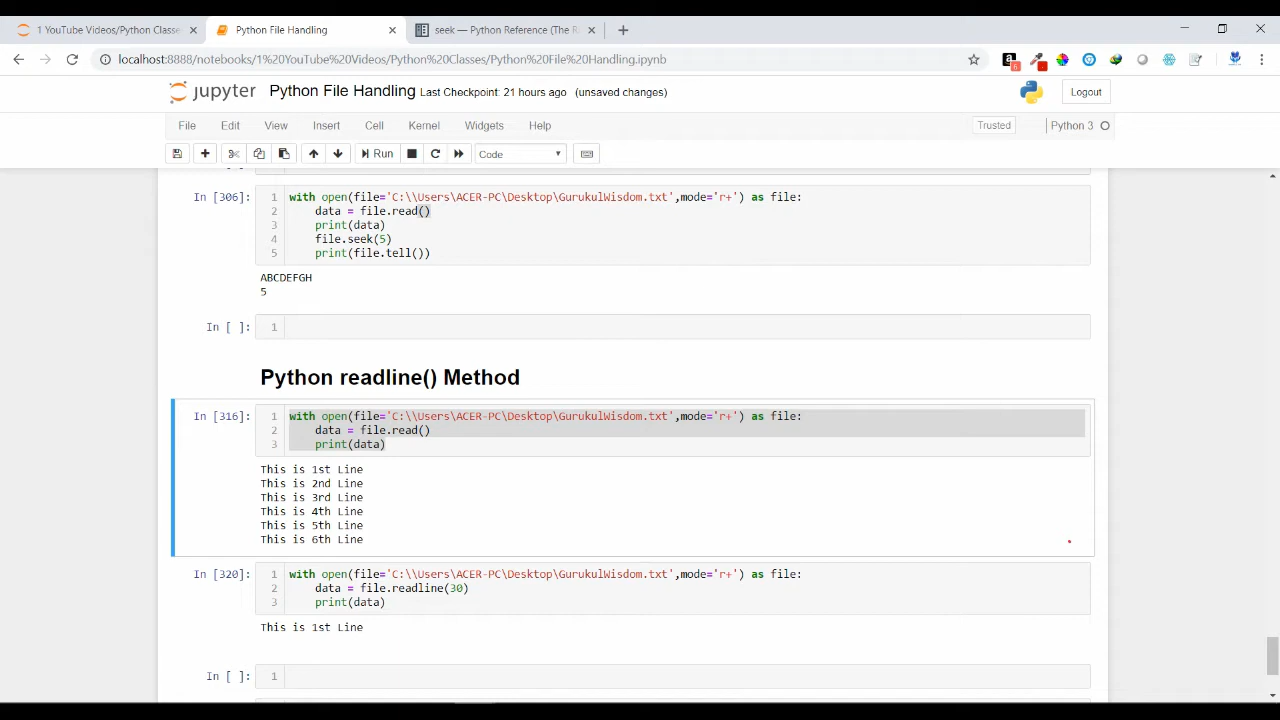 1 YouTube Videos/Python Classe
Python File Handling
seek — Python Reference (The R
localhost:8888/notebooks/1%20YouTube%20Videos/Python%20Classes/Python%20File%20Handling.ipynb
jupyter Python File Handling Last Checkpoint: 21 hours ago (unsaved changes)
Logout
File Edit View Insert Cell Kernel Widgets Help
Trusted
Python 3
Run
Code
In [306]:
1 with open(file='C:\\Users\ACER-PC\Desktop\GurukulWisdom.txt',mode='r+') as file:
2 data = file.read()
3 print(data)
4 file.seek(5)
5 print(file.tell())
ABCDEFGH
5
In [ ]: 1
Python readline() Method
In [316]:
1 with open(file='C:\\Users\ACER-PC\Desktop\GurukulWisdom.txt',mode='r+') as file:
2 data = file.read()
3 print(data)
This is 1st Line
This is 2nd Line
This is 3rd Line
This is 4th Line
This is 5th Line
This is 6th Line
In [320]:
1 with open(file='C:\\Users\ACER-PC\Desktop\GurukulWisdom.txt',mode='r+') as file:
2 data = file.readline(30)
3 print(data)
This is 1st Line
In [ ]: 1